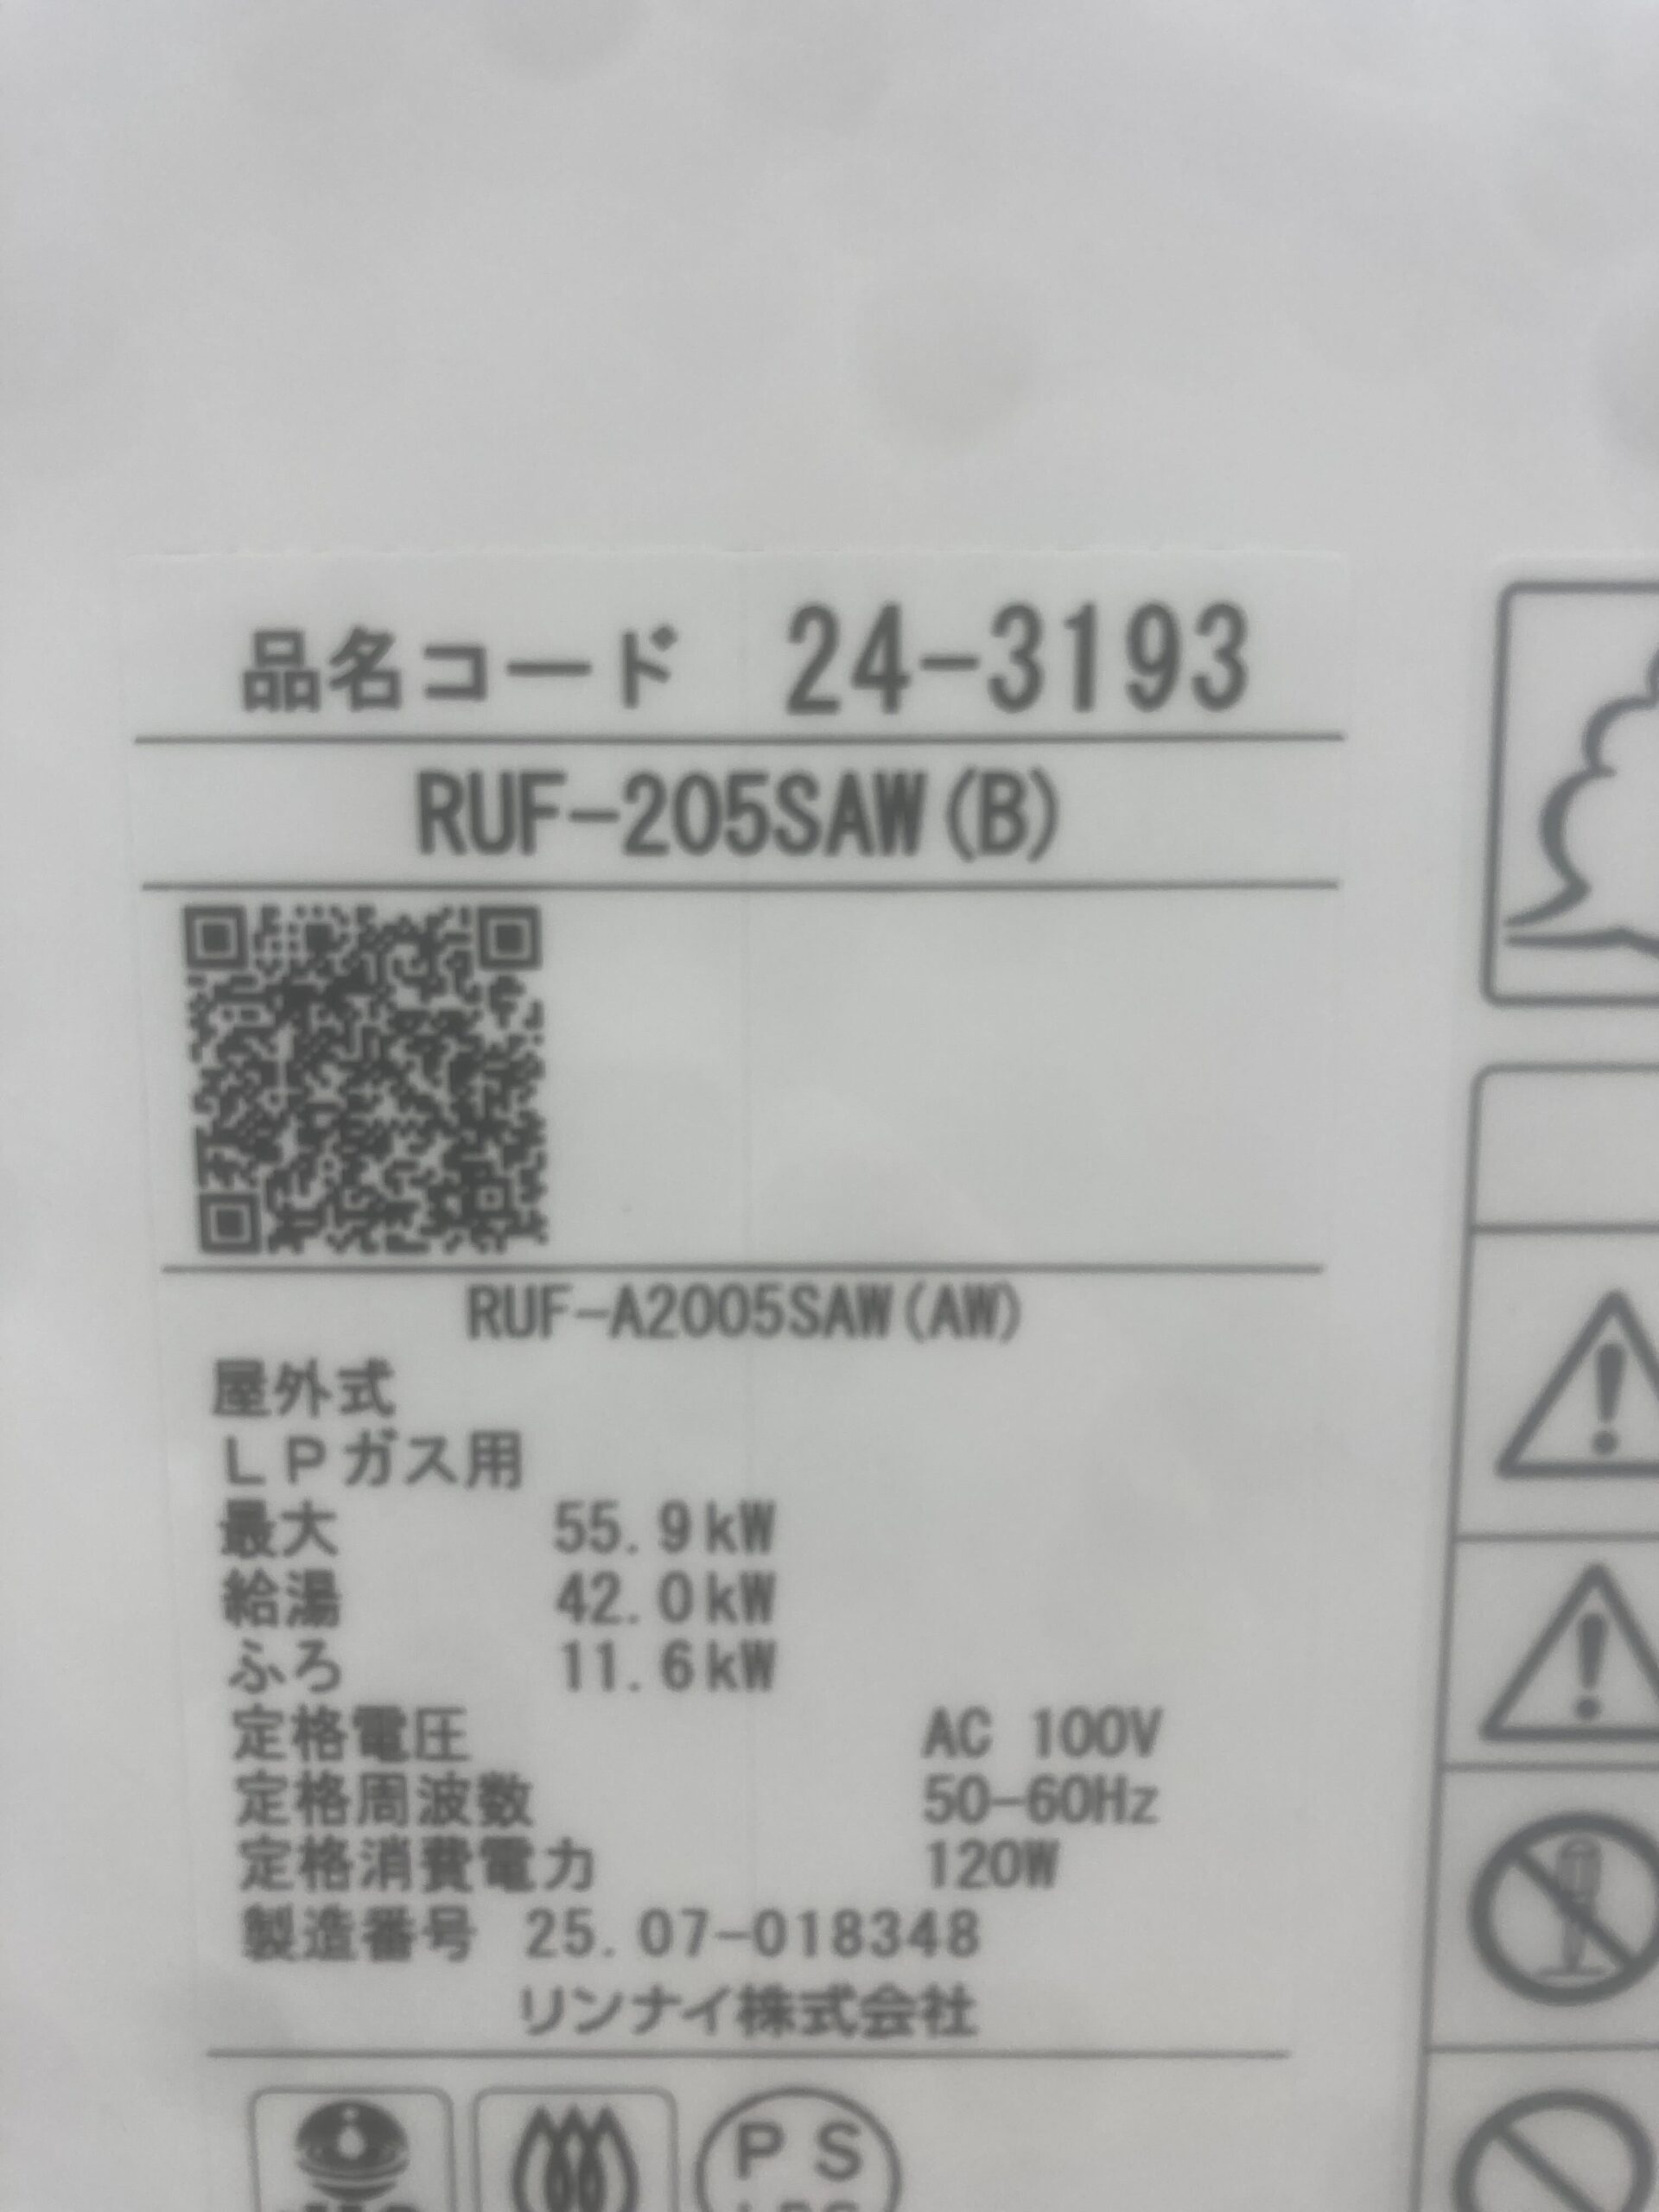 品名コード 24-3193
RUF-205SAW(B)
RUF-A2005SAW(AW)
屋外式
LPガス用
最大 55.9kW
給湯 42.0kW
ふろ 11.6kW
定格電圧 AC 100V
定格周波数 50-60Hz
定格消費電力 120W
製造番号 25.07-018348
リンナイ株式会社
PS